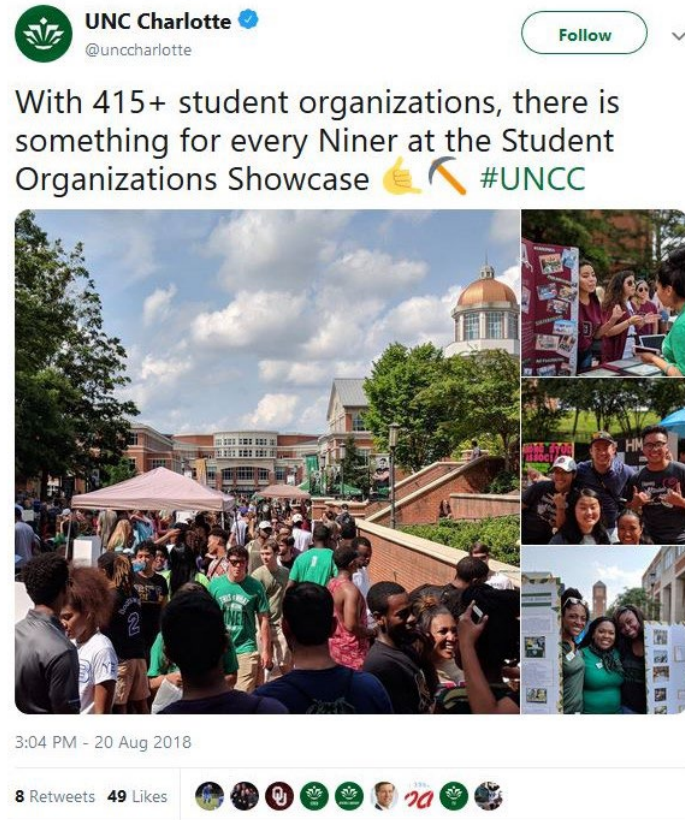 UNC Charlotte
@unccharlotte
Follow
With 415+ student organizations, there is
something for every Niner at the Student
Organizations Showcase 🤙⛏ #UNCC
3:04 PM - 20 Aug 2018
8 Retweets 49 Likes